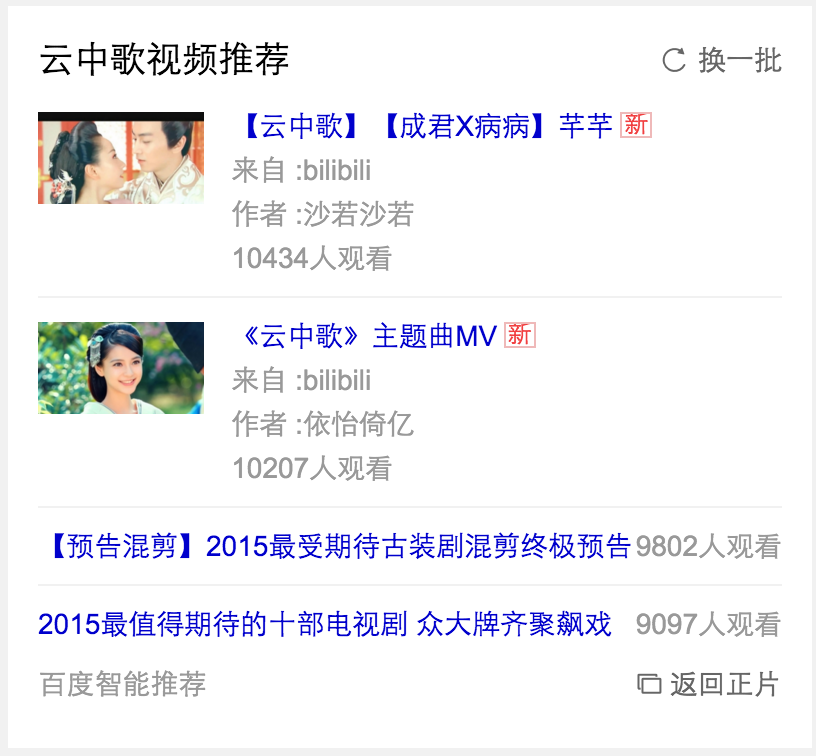 云中歌视频推荐
换一批
【云中歌】【成君X病病】芊芊 新
来自 :bilibili
作者 :沙若沙若
10434人观看
《云中歌》主题曲MV 新
来自 :bilibili
作者 :依怡倚亿
10207人观看
【预告混剪】2015最受期待古装剧混剪终极预告 9802人观看
2015最值得期待的十部电视剧 众大牌齐聚飙戏 9097人观看
百度智能推荐
返回正片